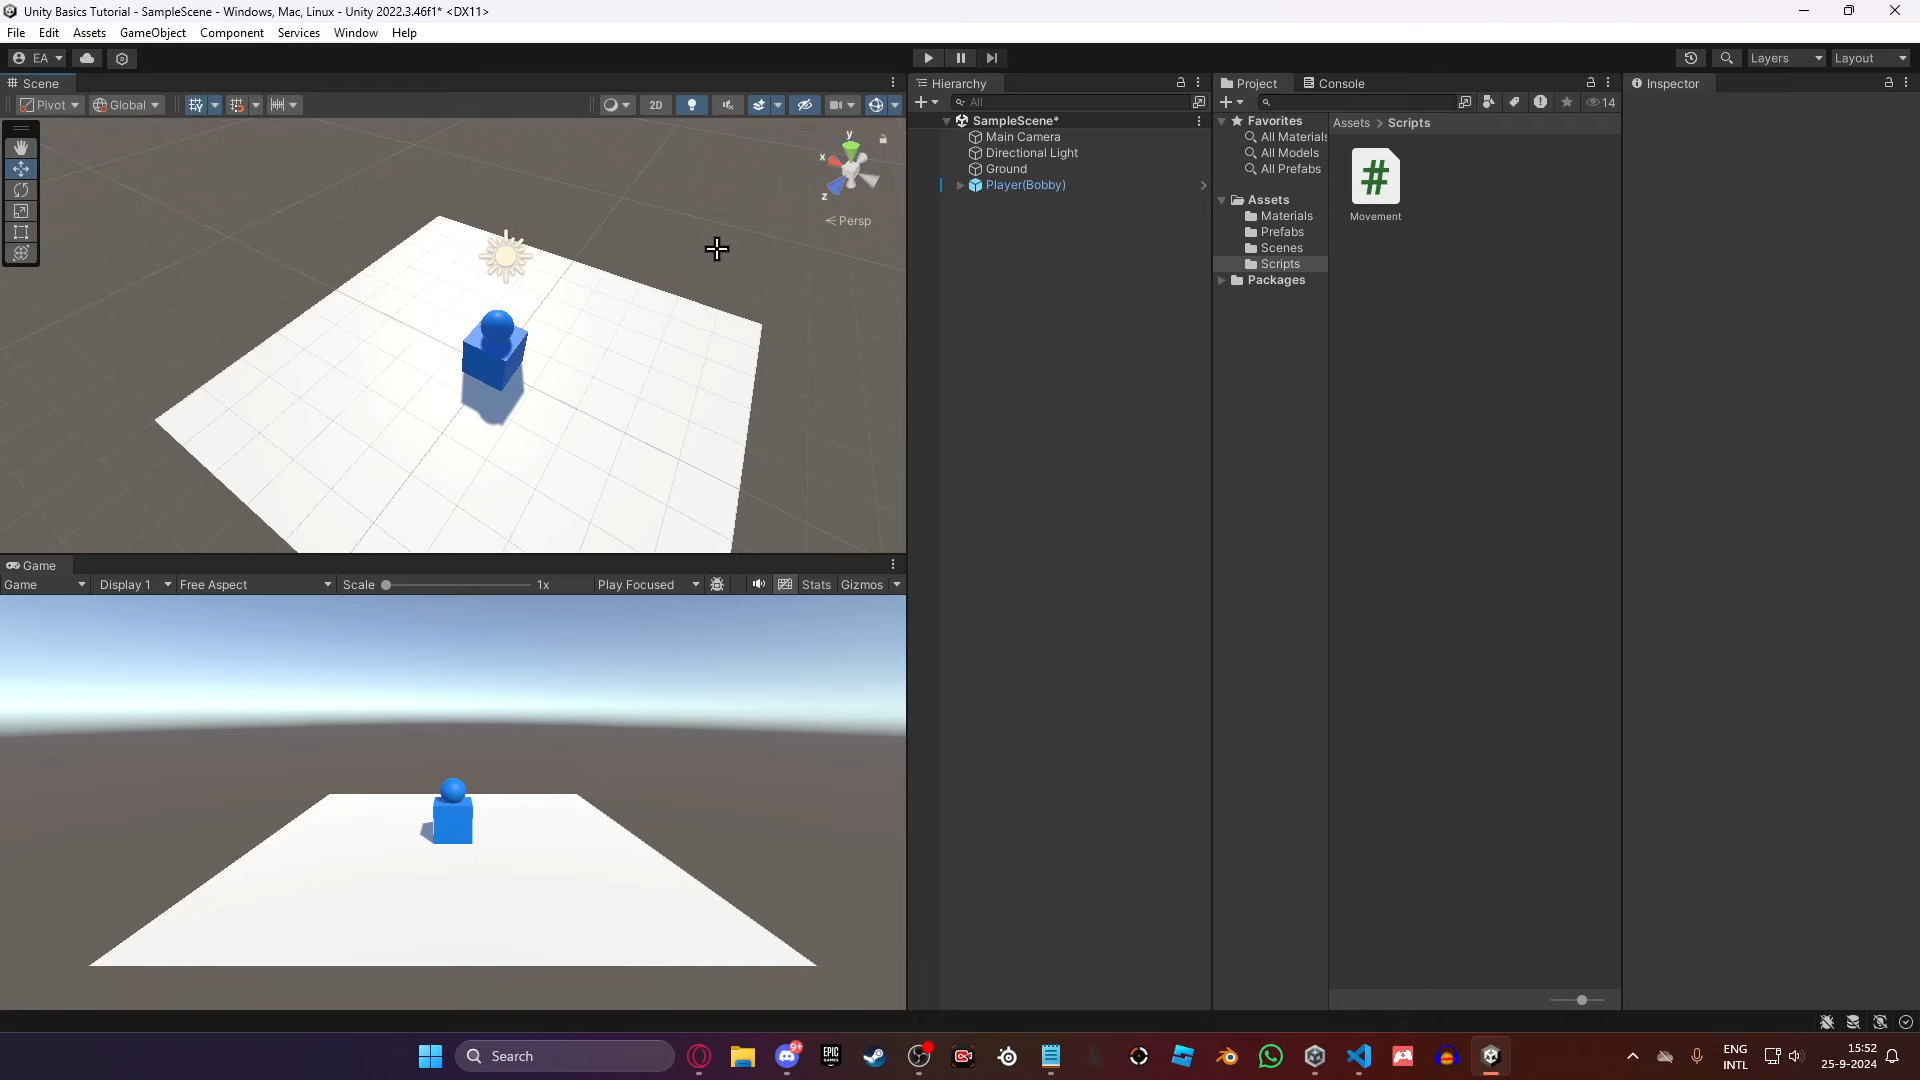 Unity Basics Tutorial - SampleScene - Windows, Mac, Linux - Unity 2022.3.46f1* <DX11>
File Edit Assets GameObject Component Services Window Help
EA Layers Layout
Scene
Pivot Global 2D
y
x
z
Persp
Hierarchy
All
SampleScene*
Main Camera
Directional Light
Ground
Player(Bobby)
Project Console
14
Favorites
All Materials
All Models
All Prefabs
Assets
Materials
Prefabs
Scenes
Scripts
Packages
Assets > Scripts
#
Movement
Inspector
Game
Game Display 1 Free Aspect Scale 1x Play Focused Stats Gizmos
Search
9+
EPIC
GAMES
ENG
INTL
15:52
25-9-2024